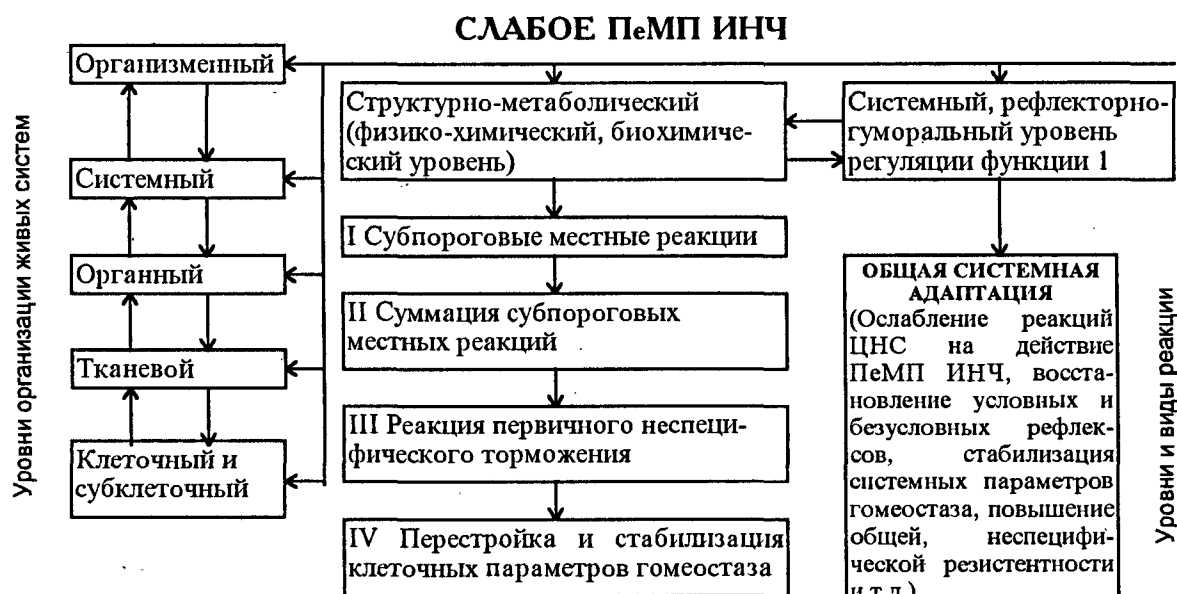 СЛАБОЕ ПеМП ИНЧ
Уровни организации живых систем
Организменный
Системный
Органный
Тканевой
Клеточный и
субклеточный
Структурно-метаболический
(физико-химический, биохимиче-
ский уровень)
I Субпороговые местные реакции
II Суммация субпороговых
местных реакций
III Реакция первичного неспеци-
фического торможения
IV Перестройка и стабилизация
клеточных параметров гомеостаза
Системный, рефлекторно-
гуморальный уровень
регуляции функции 1
ОБЩАЯ СИСТЕМНАЯ
АДАПТАЦИЯ
(Ослабление реакций
ЦНС на действие
ПеМП ИНЧ, восста-
новление условных и
безусловных рефлек-
сов, стабилизация
системных параметров
гомеостаза, повышение
общей, неспецифи-
ческой резистентности
и т.д.)
Уровни и виды реакции